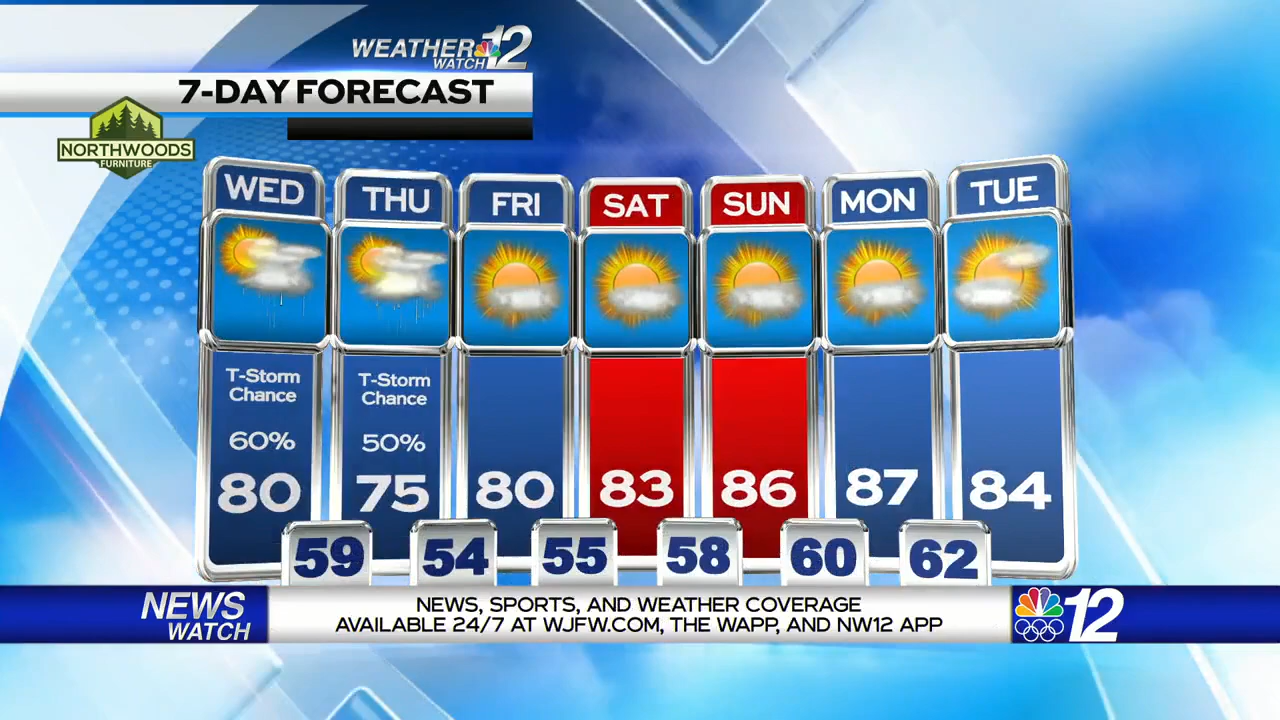 WEATHER 12
WATCH
7-DAY FORECAST
NORTHWOODS
FURNITURE
WED THU FRI SAT SUN MON TUE
T-Storm T-Storm
Chance Chance
60% 50%
80 75 80 83 86 87 84
59 54 55 58 60 62
NEWS
WATCH
NEWS, SPORTS, AND WEATHER COVERAGE
AVAILABLE 24/7 AT WJFW.COM, THE WAPP, AND NW12 APP
12